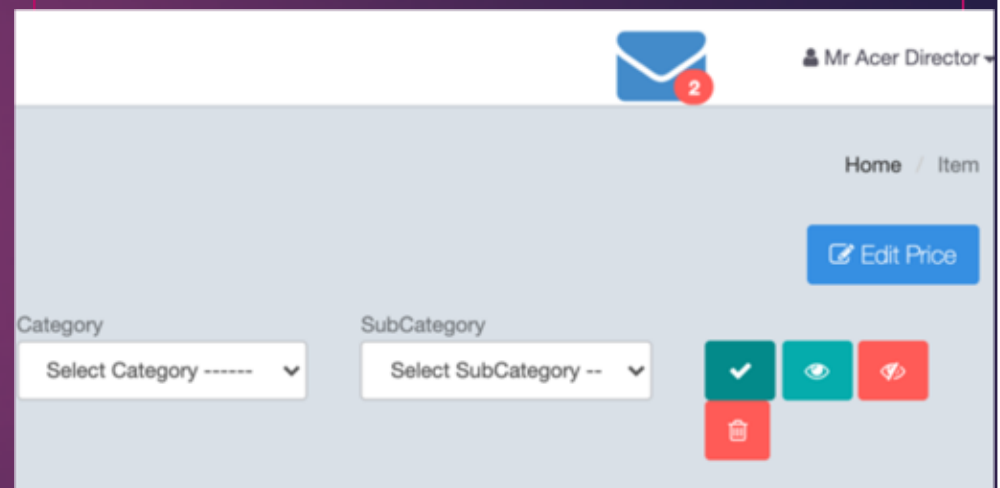 2
Mr Acer Director
Home / Item
Edit Price
Category
SubCategory
Select Category ------
Select SubCategory --